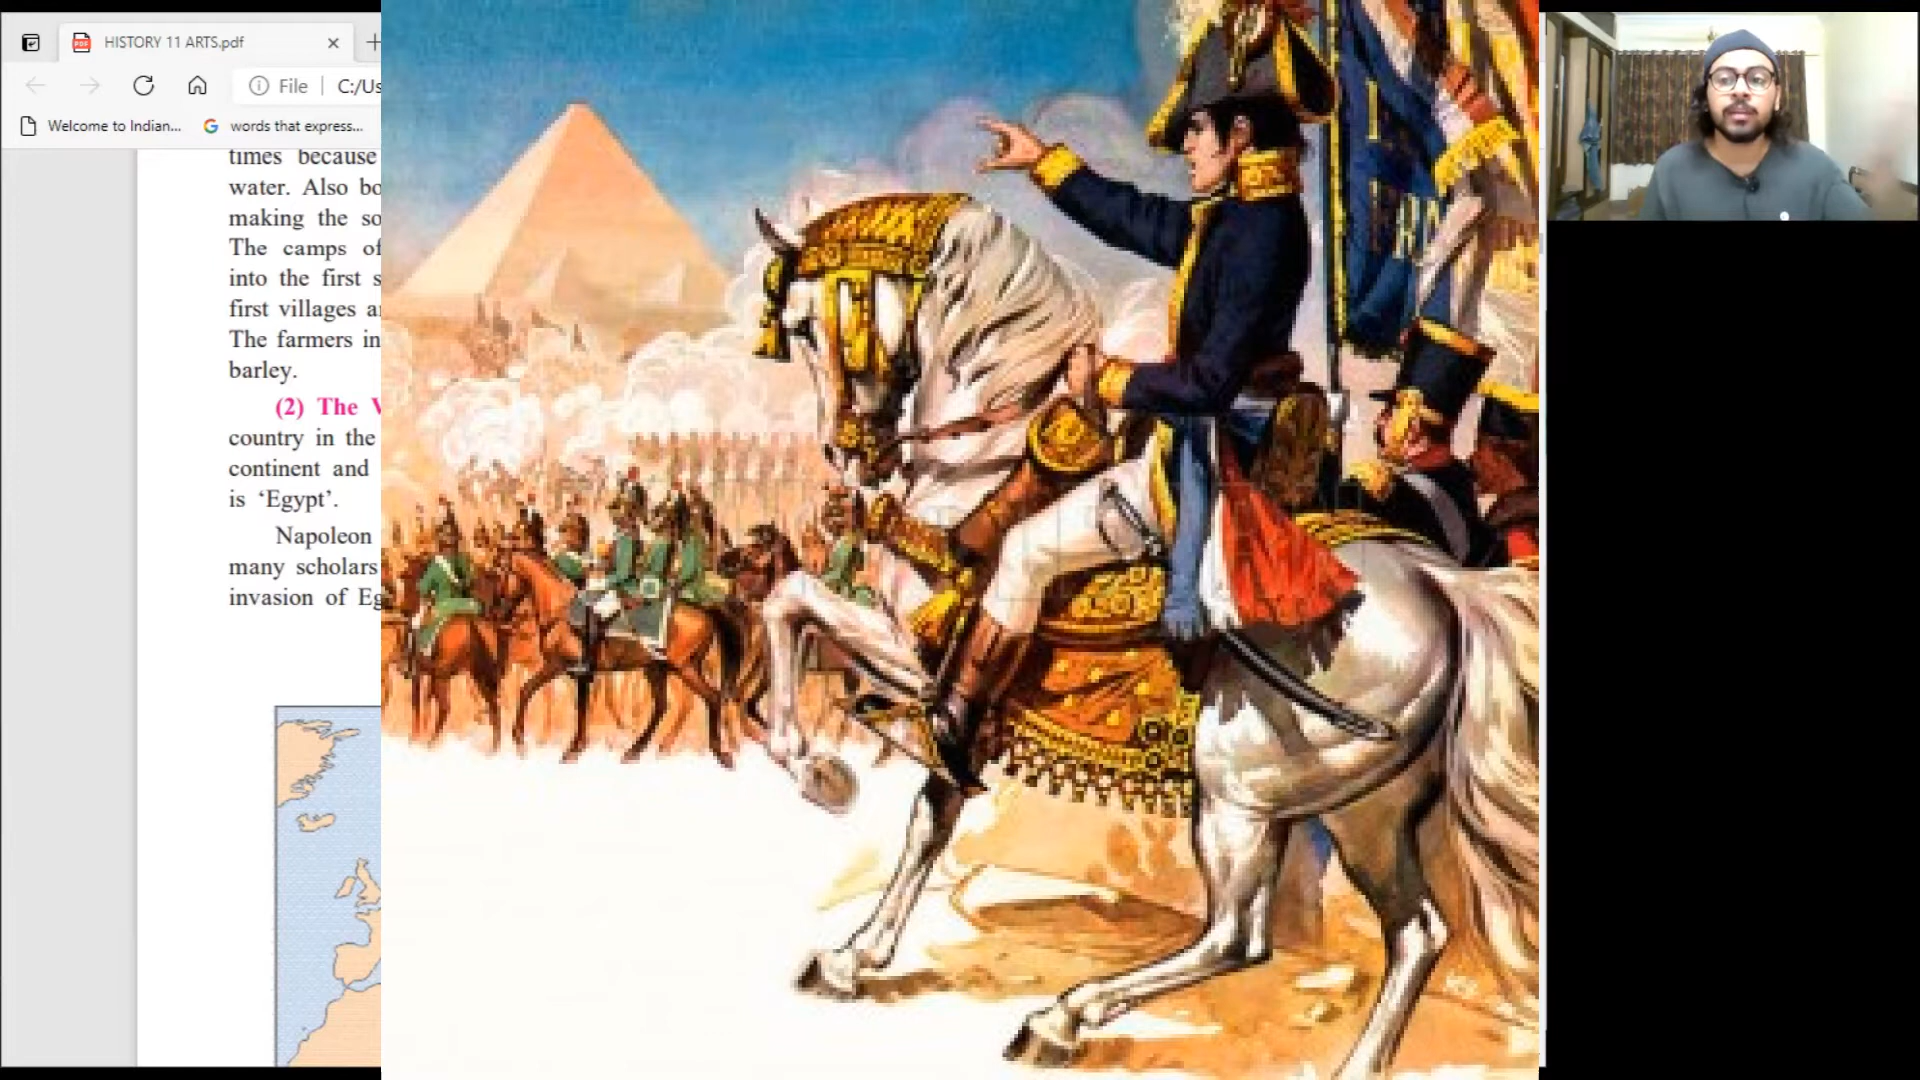 HISTORY 11 ARTS.pdf
File
C:/Us
Welcome to Indian...
words that express...
times because
water. Also bo
making the so
The camps of
into the first s
first villages a
The farmers in
barley.
(2) The V
country in the
continent and
is ‘Egypt’.
Napoleon
many scholars
invasion of Eg